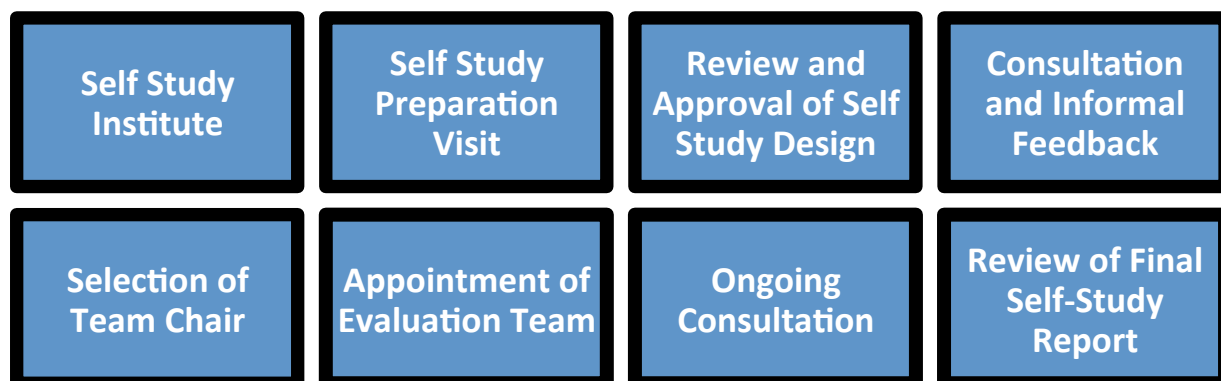 Self Study
Institute
Self Study
Preparation
Visit
Review and
Approval of Self
Study Design
Consultation
and Informal
Feedback
Selection of
Team Chair
Appointment of
Evaluation Team
Ongoing
Consultation
Review of Final
Self-Study
Report